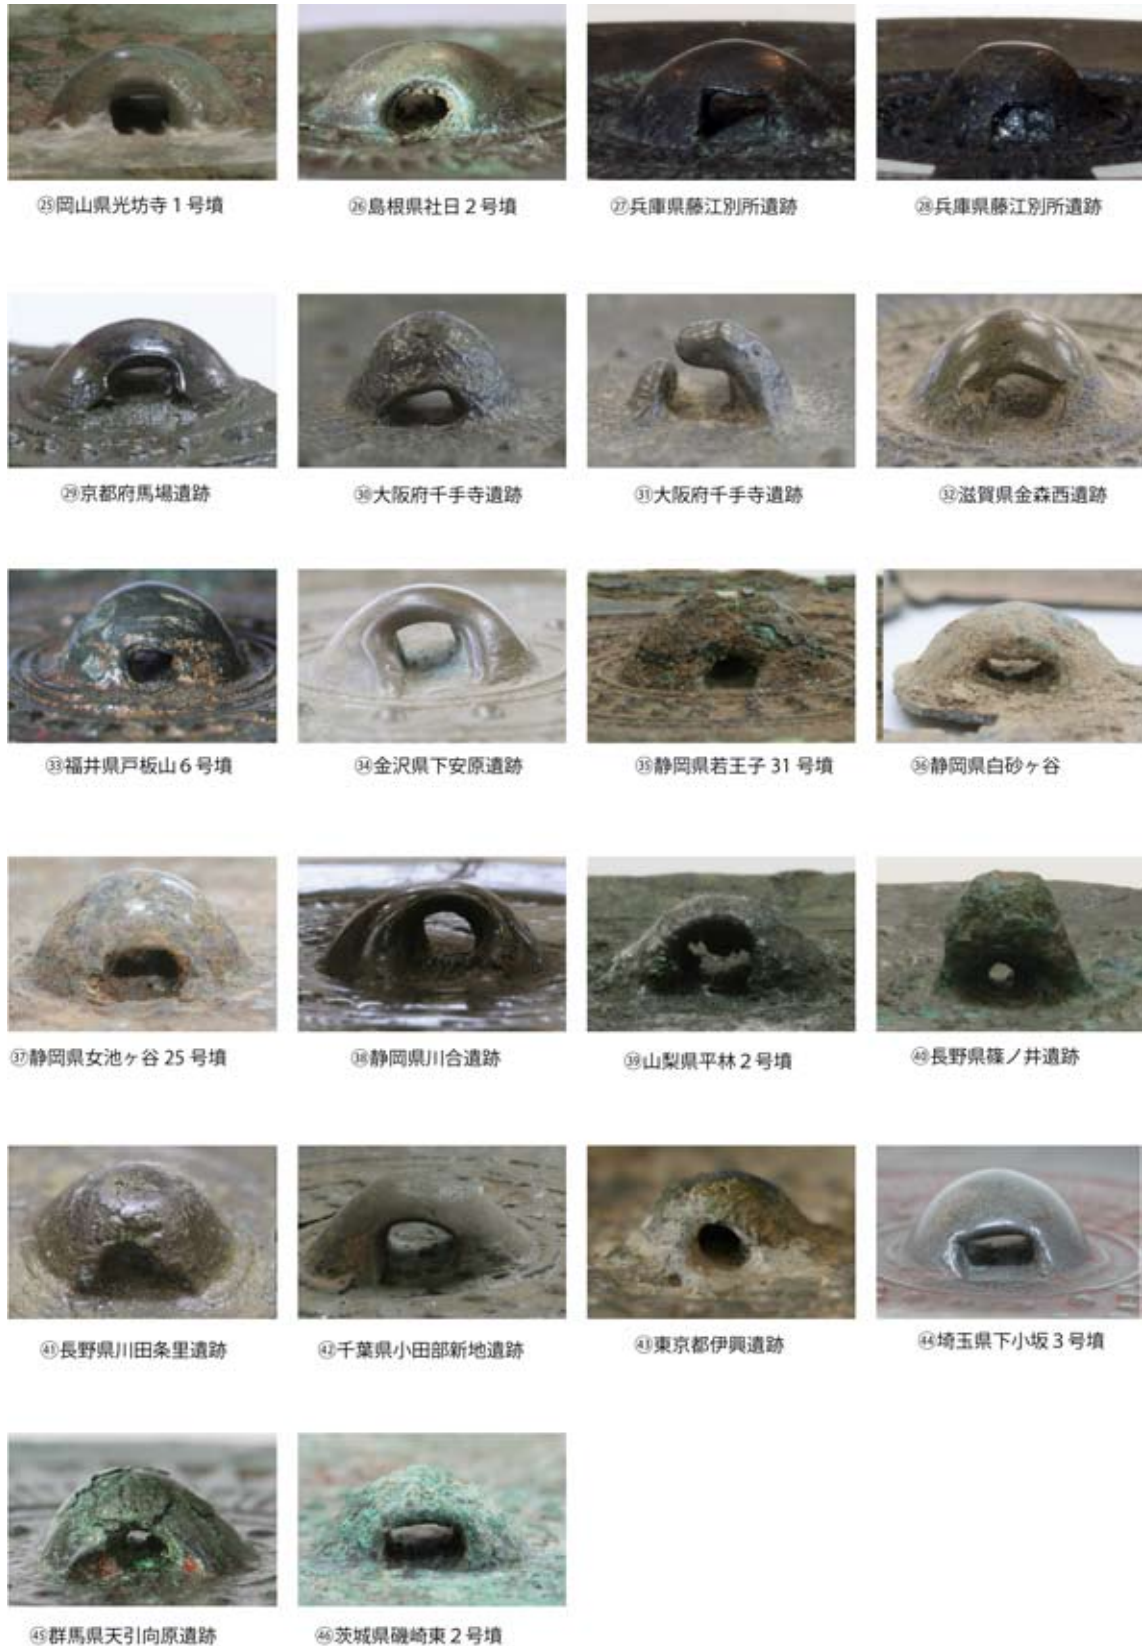 ㉕岡山県光坊寺1号墳
㉖島根県社日2号墳
㉗兵庫県藤江別所遺跡
㉘兵庫県藤江別所遺跡
㉙京都府馬場遺跡
㉚大阪府千手寺遺跡
㉛大阪府千手寺遺跡
㉜滋賀県金森西遺跡
㉝福井県戸板山6号墳
㉞金沢県下安原遺跡
㉟静岡県若王子31号墳
㊱静岡県白砂ヶ谷
㊲静岡県女池ヶ谷25号墳
㊳静岡県川合遺跡
㊴山梨県平林2号墳
㊵長野県篠ノ井遺跡
㊶長野県川田条里遺跡
㊷千葉県小田部新地遺跡
㊸東京都伊興遺跡
㊹埼玉県下小坂3号墳
㊺群馬県天引向原遺跡
㊻茨城県磯崎東2号墳